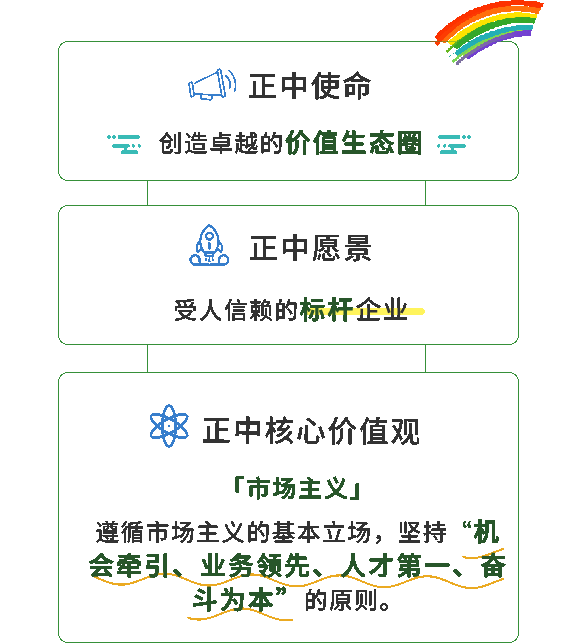 正中使命
创造卓越的价值生态圈
正中愿景
受人信赖的标杆企业
正中核心价值观
「市场主义」
遵循市场主义的基本立场，坚持“机
会牵引、业务领先、人才第一、奋
斗为本”的原则。